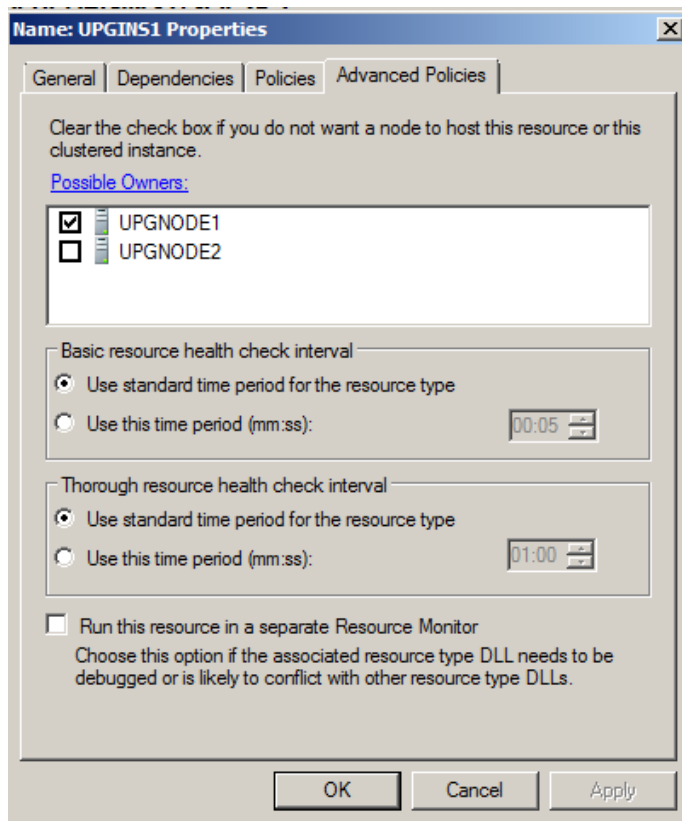 Name: UPGINS1 Properties
General
Dependencies
Policies
Advanced Policies
Clear the check box if you do not want a node to host this resource or this
clustered instance.
Possible Owners:
UPGNODE1
UPGNODE2
Basic resource health check interval
Use standard time period for the resource type
Use this time period (mm:ss):
00:05
Thorough resource health check interval
Use standard time period for the resource type
Use this time period (mm:ss):
01:00
Run this resource in a separate Resource Monitor
Choose this option if the associated resource type DLL needs to be
debugged or is likely to conflict with other resource type DLLs.
OK
Cancel
Apply